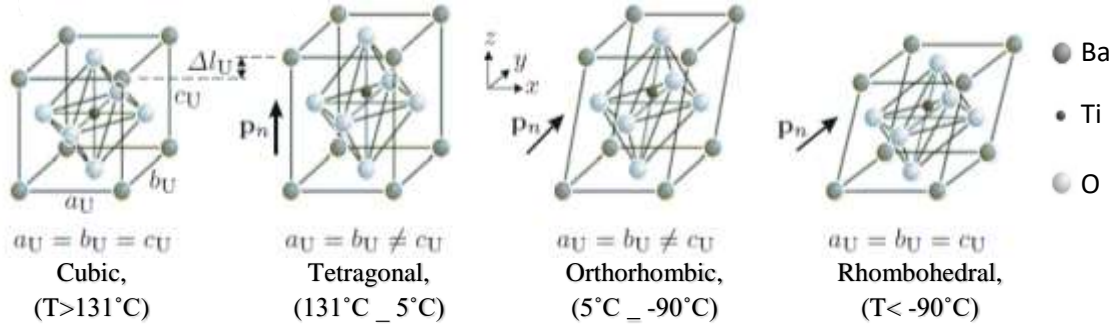 Δl_U
c_U
b_U
a_U
p_n
z
y
x
p_n
p_n
Ba
Ti
O
a_U = b_U = c_U
a_U = b_U ≠ c_U
a_U = b_U ≠ c_U
a_U = b_U = c_U
Cubic,
(T>131˚C)
Tetragonal,
(131˚C _ 5˚C)
Orthorhombic,
(5˚C _ -90˚C)
Rhombohedral,
(T< -90˚C)